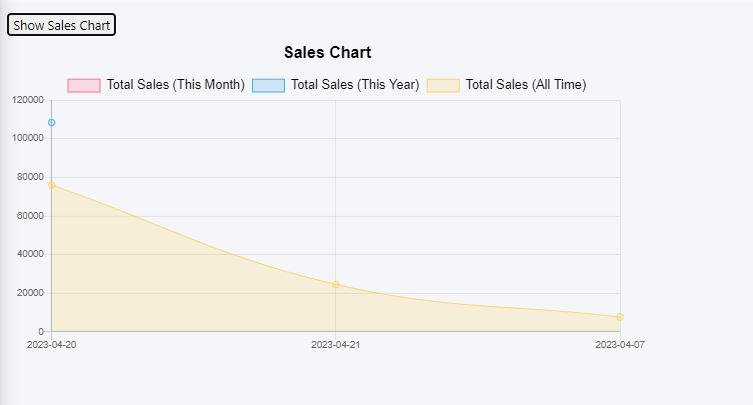 Show Sales Chart
Sales Chart
Total Sales (This Month) Total Sales (This Year) Total Sales (All Time)
120000
100000
80000
60000
40000
20000
0
2023-04-20 2023-04-21 2023-04-07